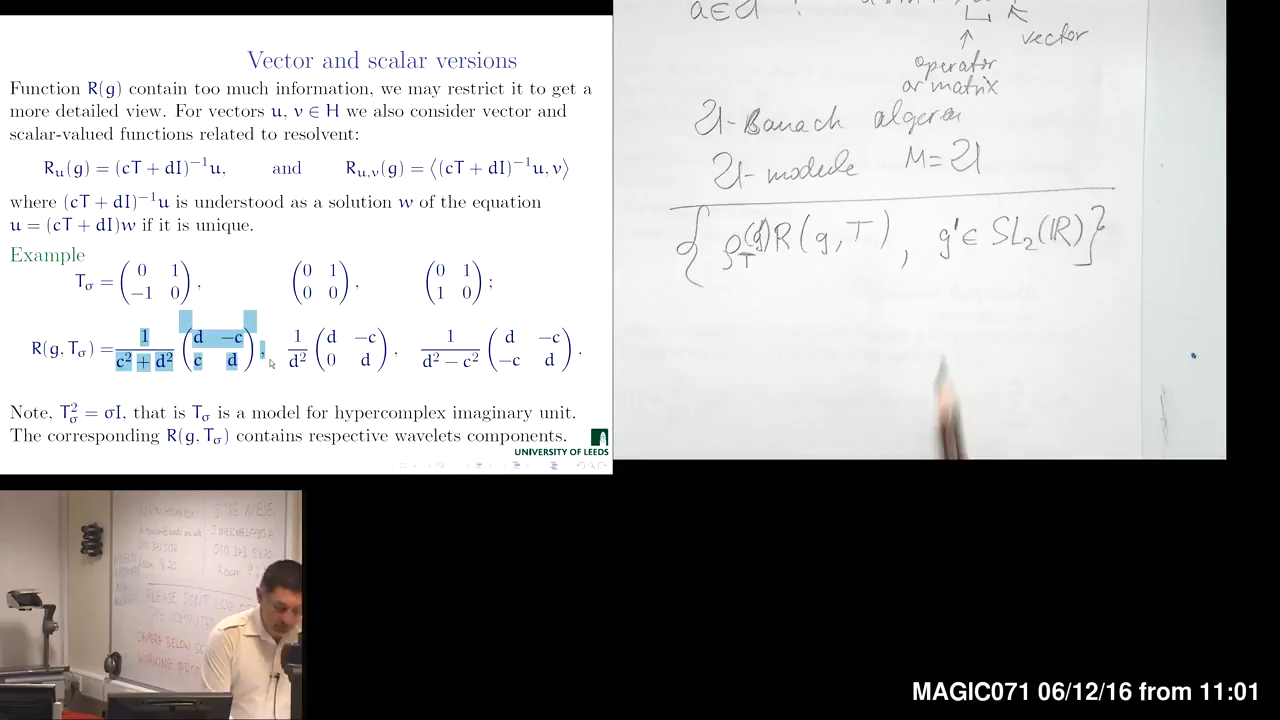 Vector and scalar versions
Function R(g) contain too much information, we may restrict it to get a
more detailed view. For vectors u, v ∈ H we also consider vector and
scalar-valued functions related to resolvent:
R_u(g) = (cT + dI)^{−1}u, and R_{u,v}(g) = ⟨(cT + dI)^{−1}u, v⟩
where (cT + dI)^{−1}u is understood as a solution w of the equation
u = (cT + dI)w if it is unique.
Example
T_σ = (0 1 / −1 0), (0 1 / 0 0), (0 1 / 1 0);
R(g, T_σ) = 1/(c² + d²) (d −c / c d), 1/d² (d −c / 0 d), 1/(d² − c²) (d −c / −c d).
Note, T_σ² = σI, that is T_σ is a model for hypercomplex imaginary unit.
The corresponding R(g, T_σ) contains respective wavelets components.
UNIVERSITY OF LEEDS
vector
operator
or matrix
𝔄-Banach algebra
𝔄-module M = 𝔄
{ρ_T(g')R(g, T), g' ∈ SL₂(ℝ)}
MAGIC071 06/12/16 from 11:01